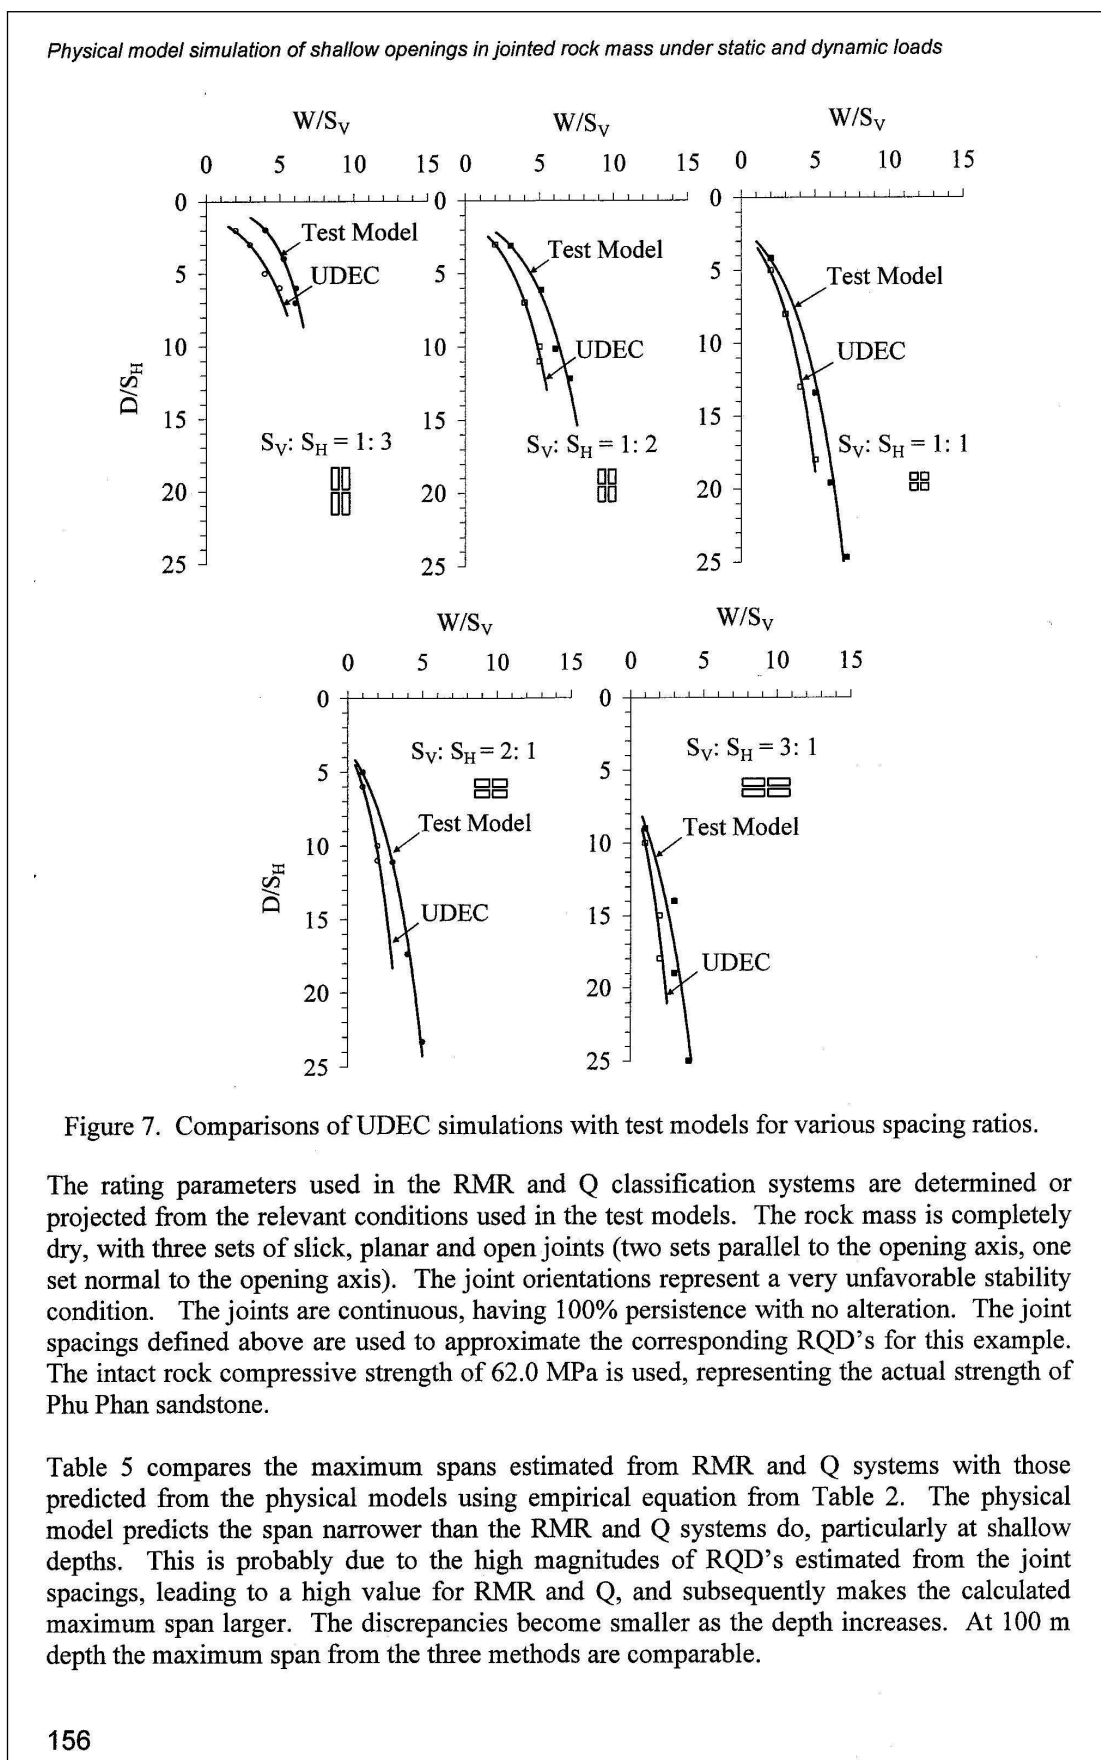 Physical model simulation of shallow openings in jointed rock mass under static and dynamic loads
W/SV
0 5 10 15
0
5
10
15
20
25
D/SH
Test Model
UDEC
SV: SH = 1: 3
W/SV
0 5 10 15
0
5
10
15
20
25
Test Model
UDEC
SV: SH = 1: 2
W/SV
0 5 10 15
0
5
10
15
20
25
Test Model
UDEC
SV: SH = 1: 1
W/SV
0 5 10 15
0
5
10
15
20
25
D/SH
SV: SH = 2: 1
Test Model
UDEC
W/SV
0 5 10 15
0
5
10
15
20
25
SV: SH = 3: 1
Test Model
UDEC
Figure 7. Comparisons of UDEC simulations with test models for various spacing ratios.
The rating parameters used in the RMR and Q classification systems are determined or
projected from the relevant conditions used in the test models. The rock mass is completely
dry, with three sets of slick, planar and open joints (two sets parallel to the opening axis, one
set normal to the opening axis). The joint orientations represent a very unfavorable stability
condition. The joints are continuous, having 100% persistence with no alteration. The joint
spacings defined above are used to approximate the corresponding RQD's for this example.
The intact rock compressive strength of 62.0 MPa is used, representing the actual strength of
Phu Phan sandstone.
Table 5 compares the maximum spans estimated from RMR and Q systems with those
predicted from the physical models using empirical equation from Table 2. The physical
model predicts the span narrower than the RMR and Q systems do, particularly at shallow
depths. This is probably due to the high magnitudes of RQD's estimated from the joint
spacings, leading to a high value for RMR and Q, and subsequently makes the calculated
maximum span larger. The discrepancies become smaller as the depth increases. At 100 m
depth the maximum span from the three methods are comparable.
156